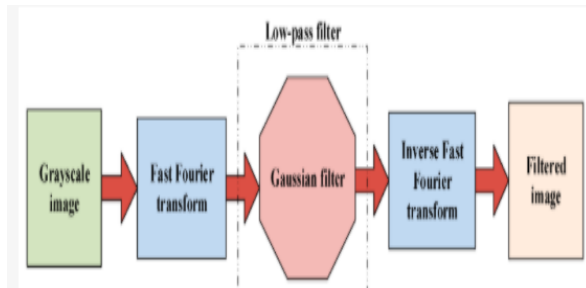 Low-pass filter
Grayscale
image
Fast Fourier
transform
Gaussian filter
Inverse Fast
Fourier
transform
Filtered
image